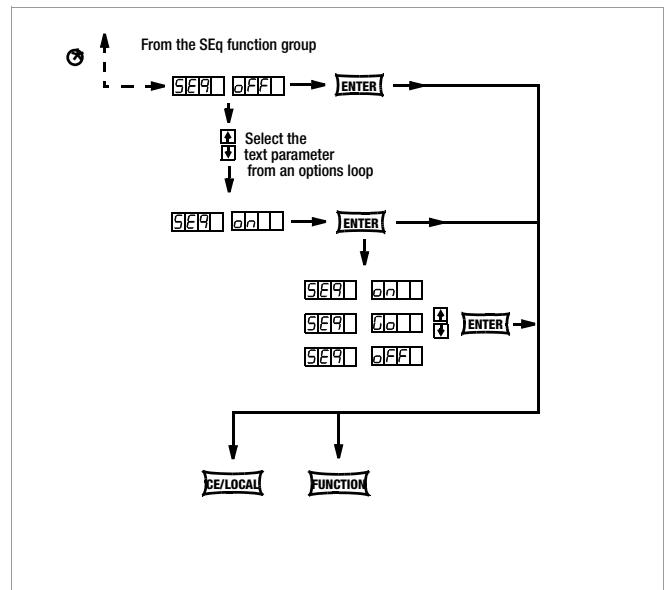 From the SEq function group
SEq oFF ENTER
Select the
text parameter
from an options loop
SEq on ENTER
SEq on
SEq Go ENTER
SEq oFF
CE/LOCAL FUNCTION